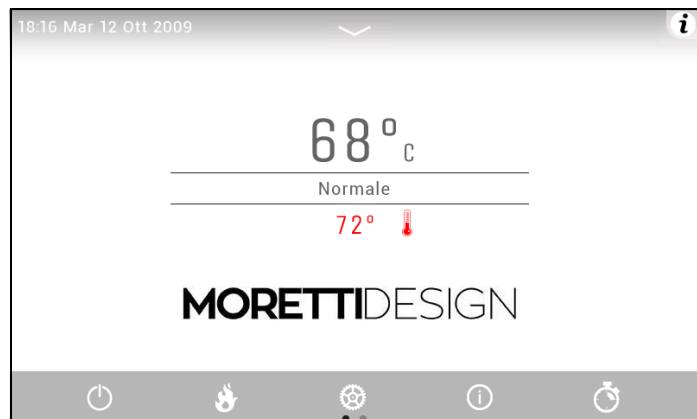 18:16 Mar 12 Ott 2009
i
68° C
Normale
72°
MORETTIDESIGN
i